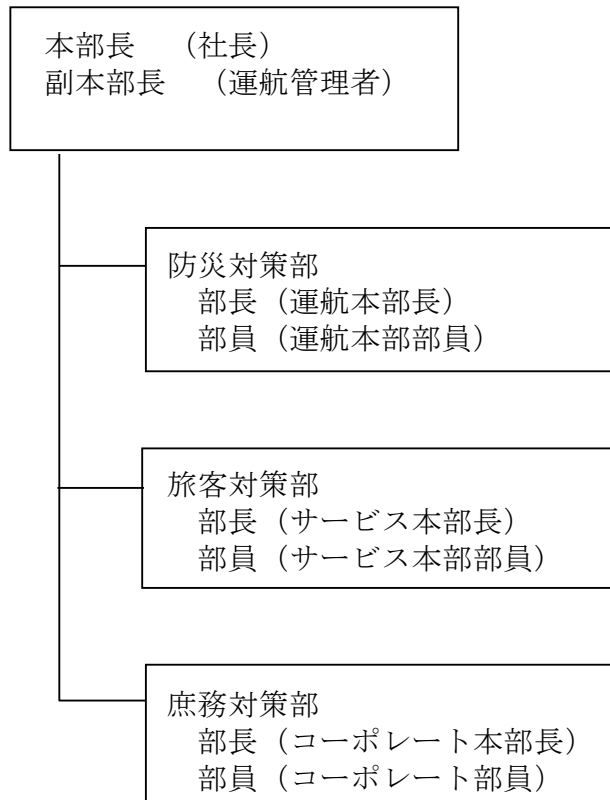 本部長　（社長）
副本部長　（運航管理者）
防災対策部
部長（運航本部長）
部員（運航本部部員）
旅客対策部
部長（サービス本部長）
部員（サービス本部部員）
庶務対策部
部長（コーポレート本部長）
部員（コーポレート部員）